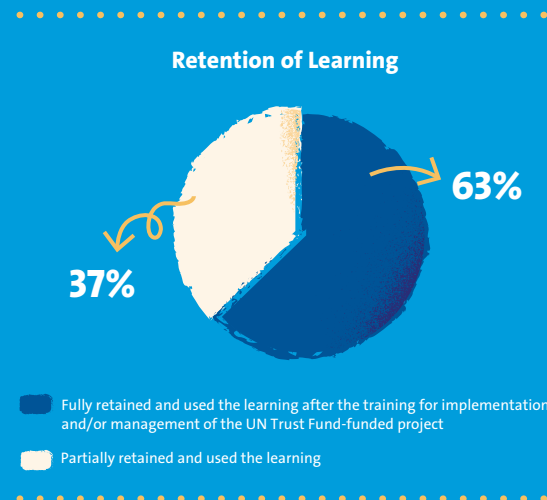 Retention of Learning
63%
37%
Fully retained and used the learning after the training for implementation
and/or management of the UN Trust Fund-funded project
Partially retained and used the learning